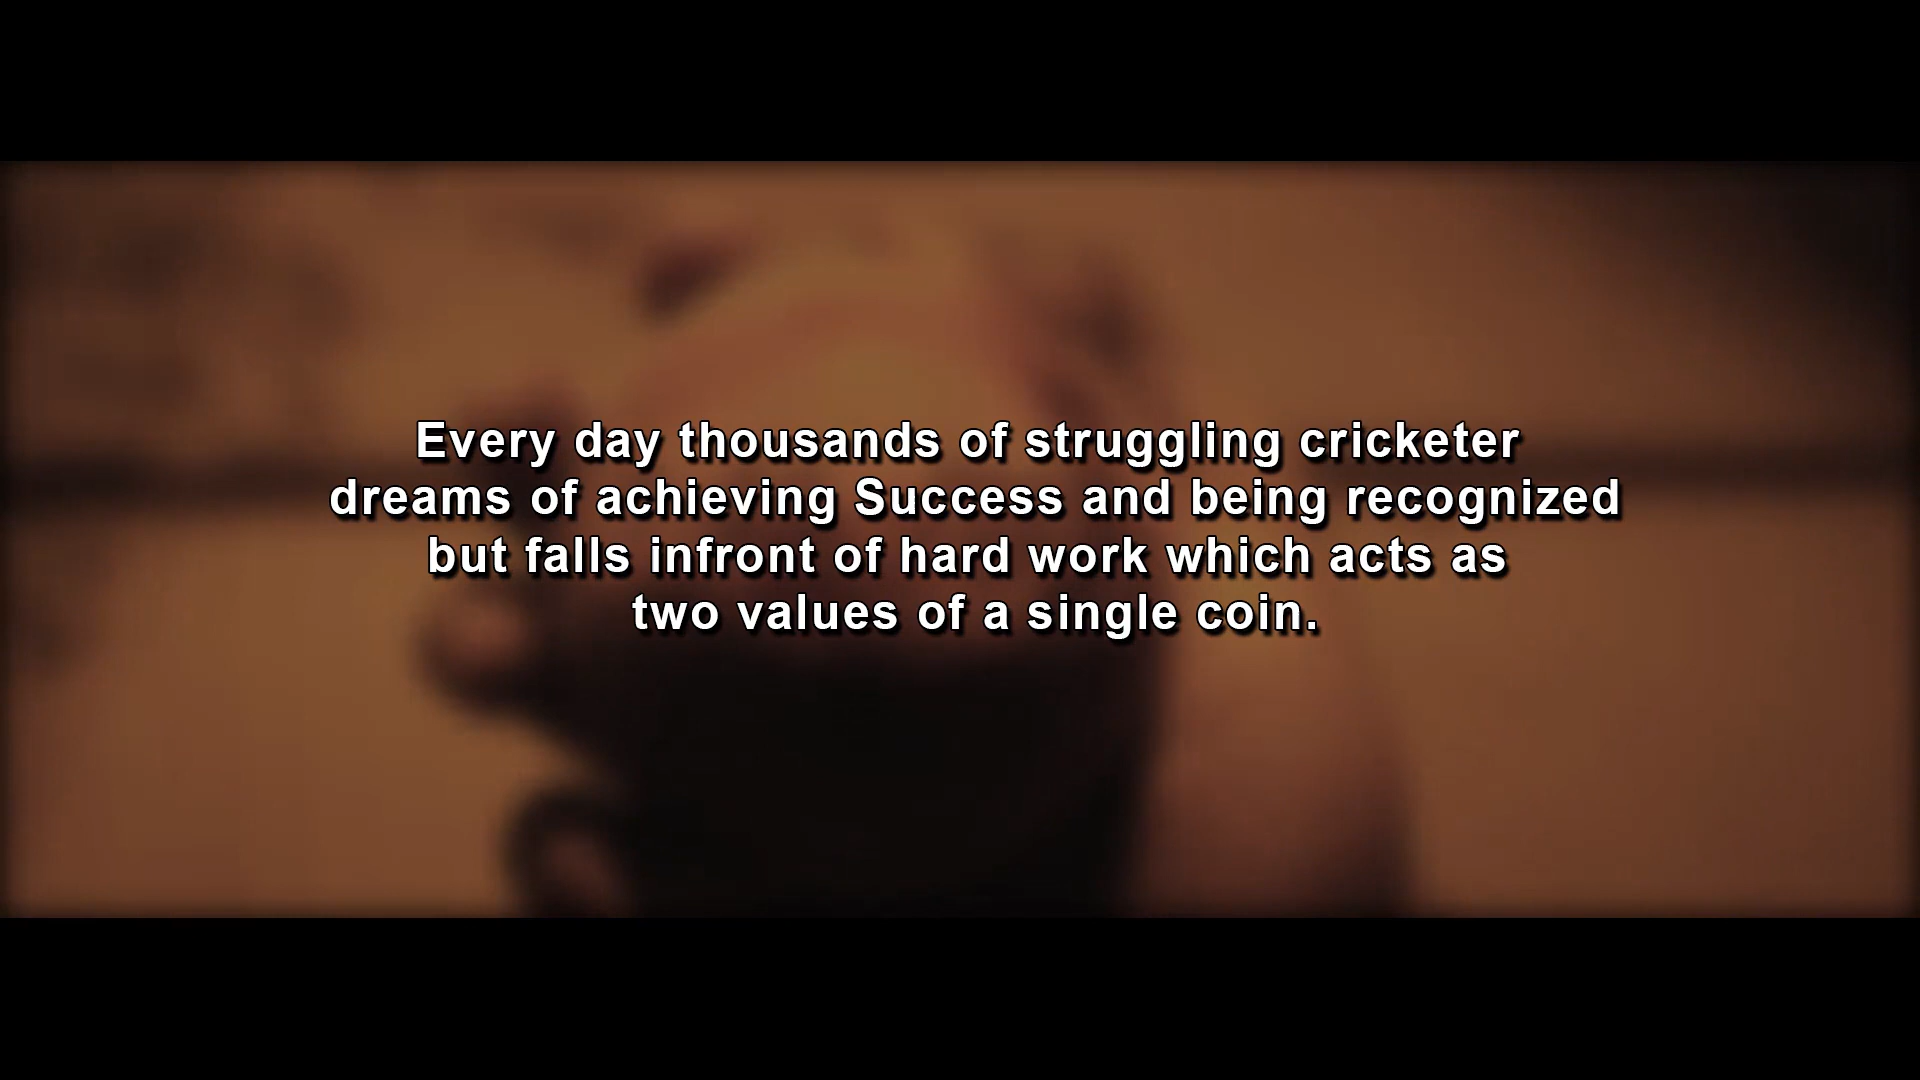 Every day thousands of struggling cricketer
dreams of achieving Success and being recognized
but falls infront of hard work which acts as
two values of a single coin.